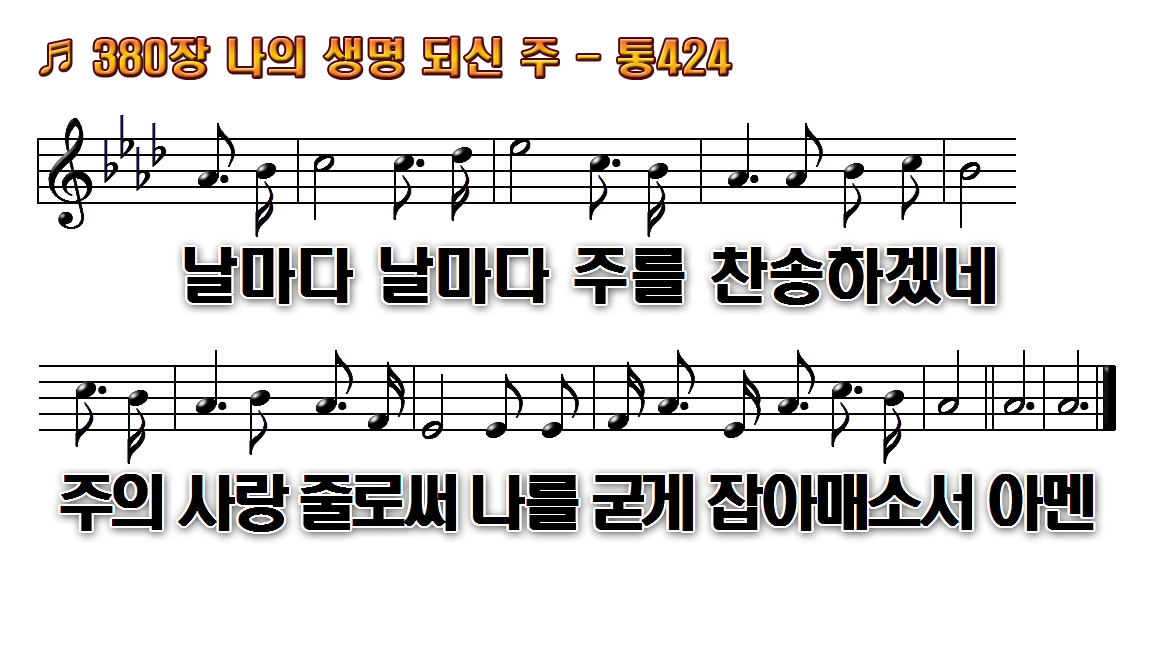 380장 나의 생명 되신 주 - 통424
날마다 날마다 주를 찬송하겠네
주의 사랑 줄로써 나를 굳게 잡아매소서 아멘